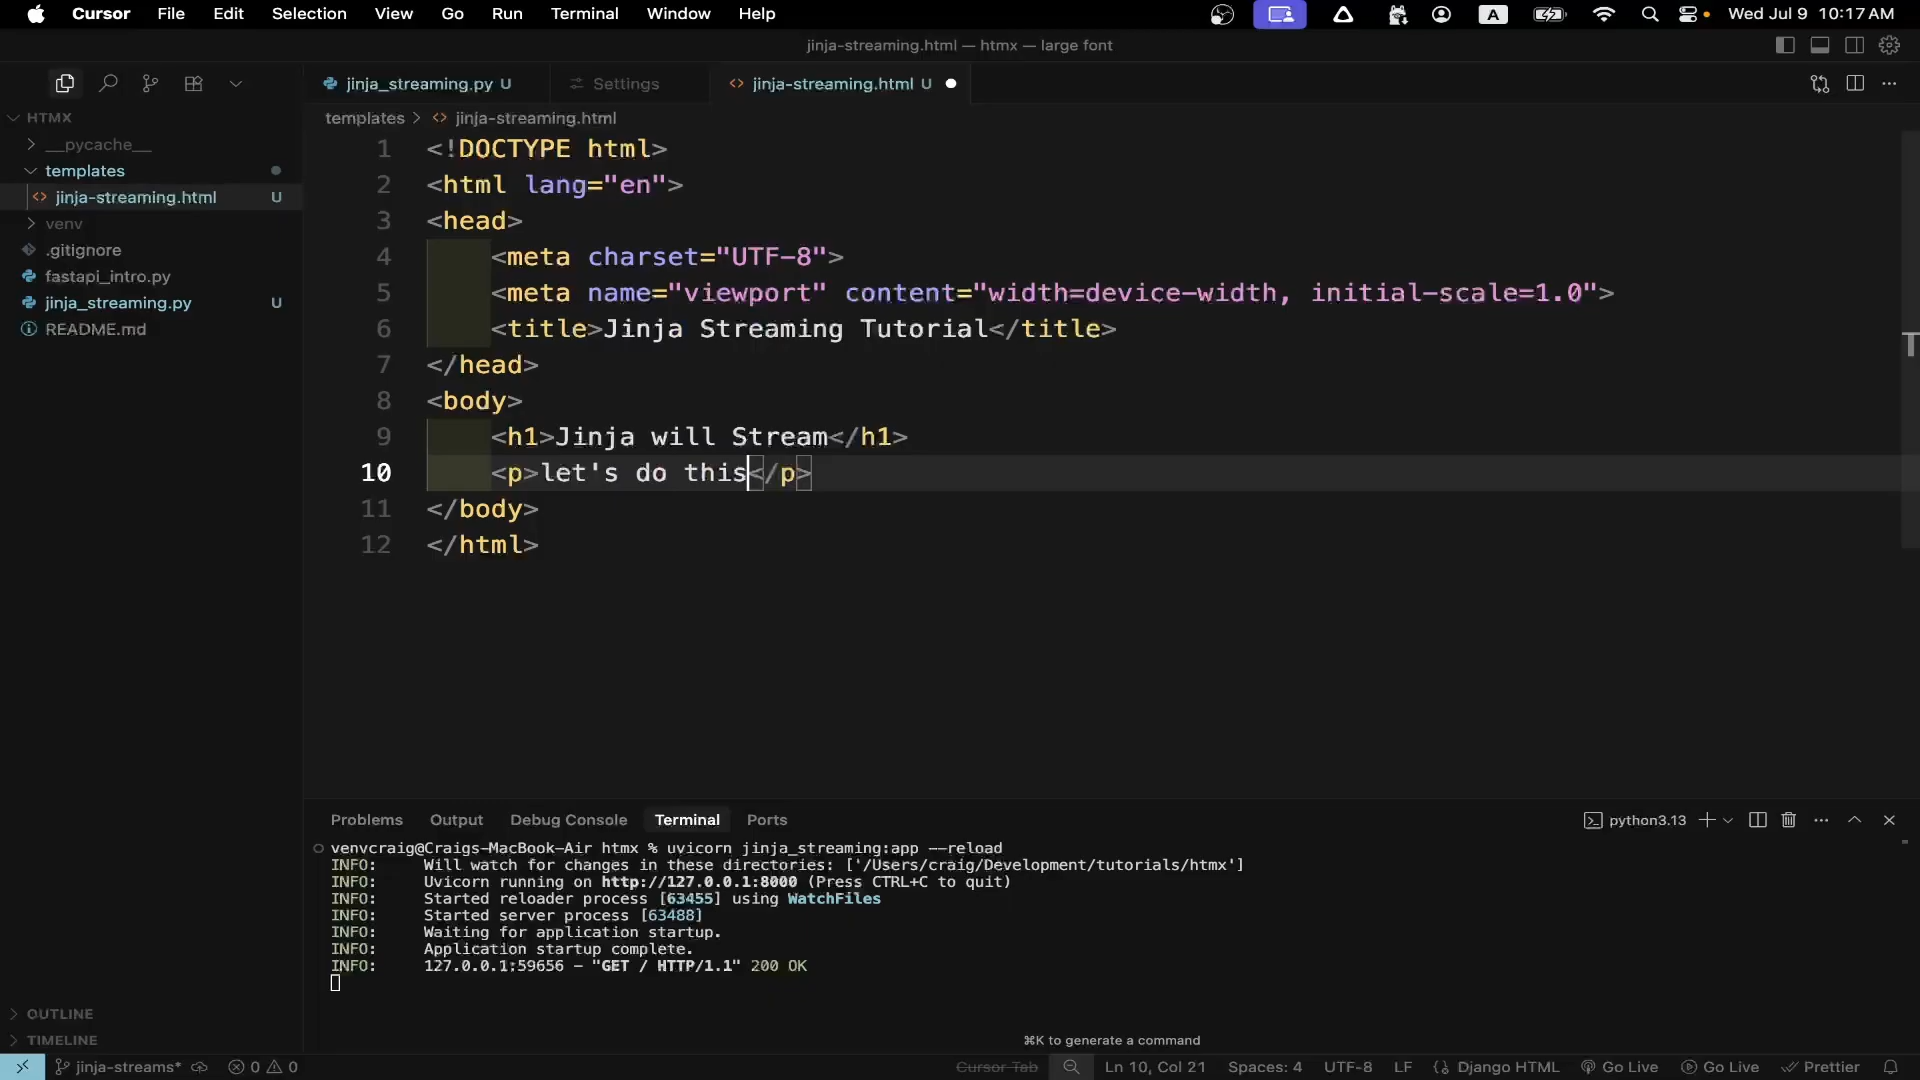 Cursor File Edit Selection View Go Run Terminal Window Help A Wed Jul 9 10:17 AM
jinja-streaming.html — htmx — large font
jinja_streaming.py U Settings jinja-streaming.html U
HTMX
templates > jinja-streaming.html
__pycache__
templates
jinja-streaming.html U
venv
.gitignore
fastapi_intro.py
jinja_streaming.py U
README.md
1 <!DOCTYPE html>
2 <html lang="en">
3 <head>
4 <meta charset="UTF-8">
5 <meta name="viewport" content="width=device-width, initial-scale=1.0">
6 <title>Jinja Streaming Tutorial</title>
7 </head>
8 <body>
9 <h1>Jinja will Stream</h1>
10 <p>let's do this</p>
11 </body>
12 </html>
Problems Output Debug Console Terminal Ports python3.13
venvcraig@Craigs-MacBook-Air htmx % uvicorn jinja_streaming:app --reload
INFO: Will watch for changes in these directories: ['/Users/craig/Development/tutorials/htmx']
INFO: Uvicorn running on http://127.0.0.1:8000 (Press CTRL+C to quit)
INFO: Started reloader process [63455] using WatchFiles
INFO: Started server process [63488]
INFO: Waiting for application startup.
INFO: Application startup complete.
INFO: 127.0.0.1:59656 - "GET / HTTP/1.1" 200 OK
OUTLINE
TIMELINE
⌘K to generate a command
jinja-streams* 0 0 Cursor Tab Ln 10, Col 21 Spaces: 4 UTF-8 LF Django HTML Go Live Go Live Prettier